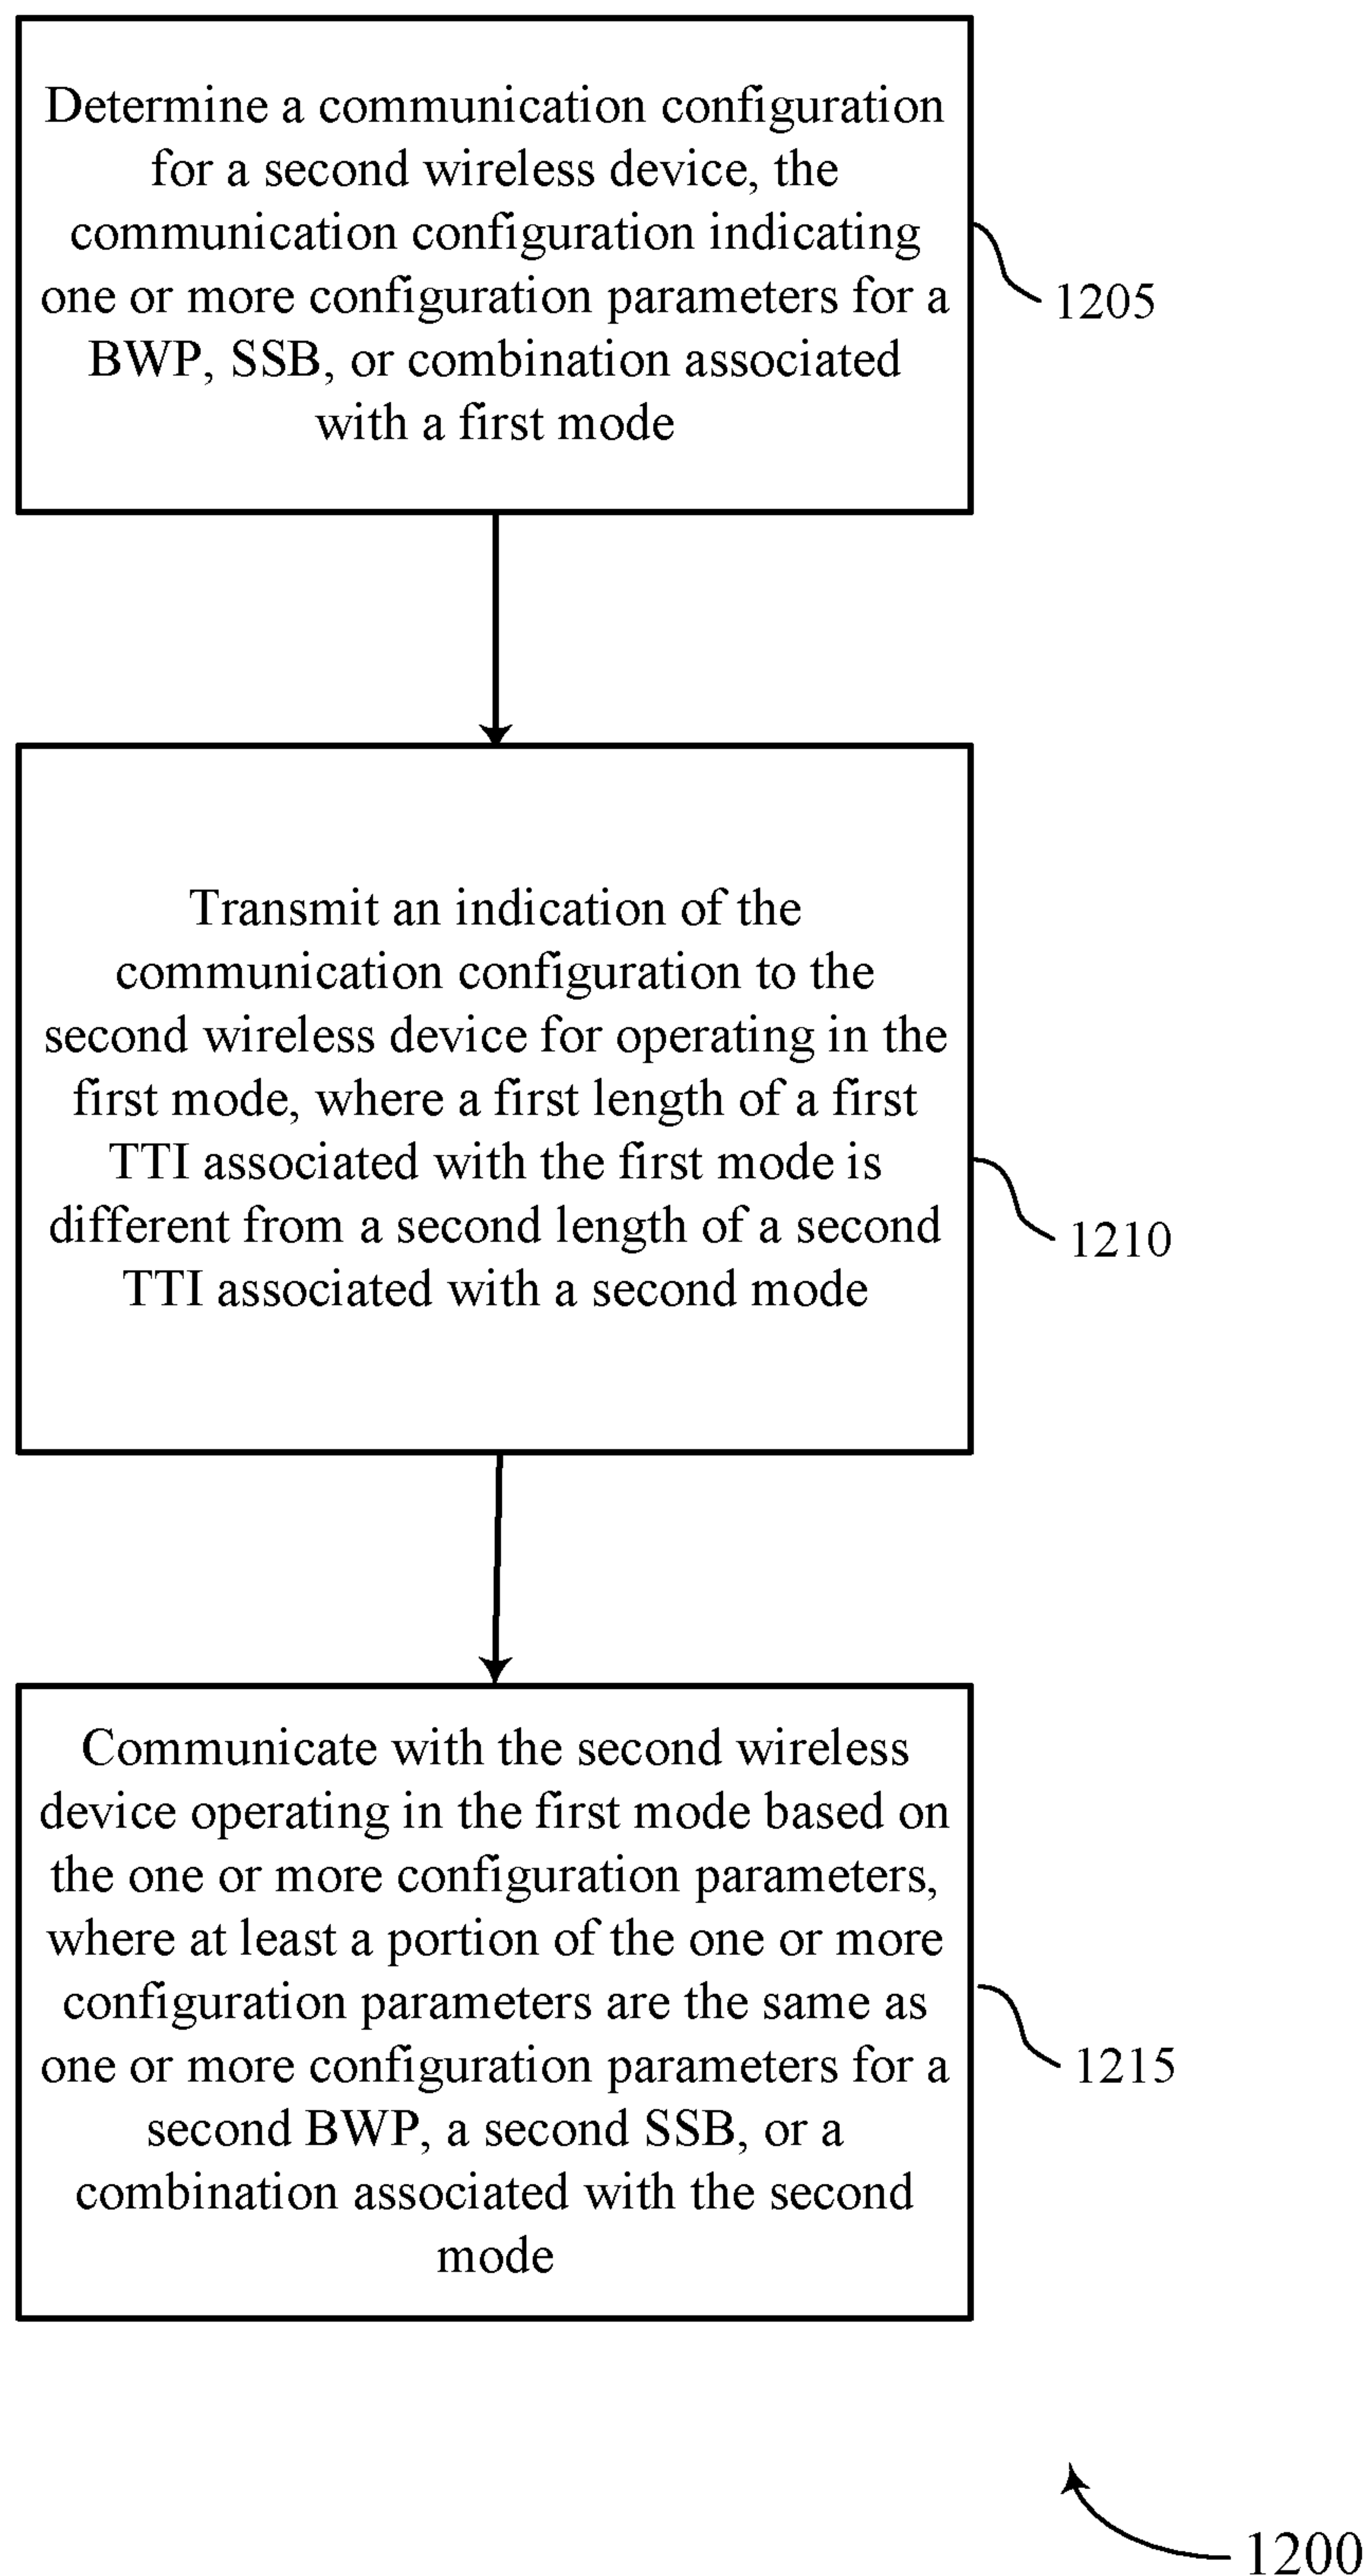 Determine a communication configuration
for a second wireless device, the
communication configuration indicating
one or more configuration parameters for a
BWP, SSB, or combination associated
with a first mode
1205
Transmit an indication of the
communication configuration to the
second wireless device for operating in the
first mode, where a first length of a first
TTI associated with the first mode is
different from a second length of a second
TTI associated with a second mode
1210
Communicate with the second wireless
device operating in the first mode based on
the one or more configuration parameters,
where at least a portion of the one or more
configuration parameters are the same as
one or more configuration parameters for a
second BWP, a second SSB, or a
combination associated with the second
mode
1215
1200